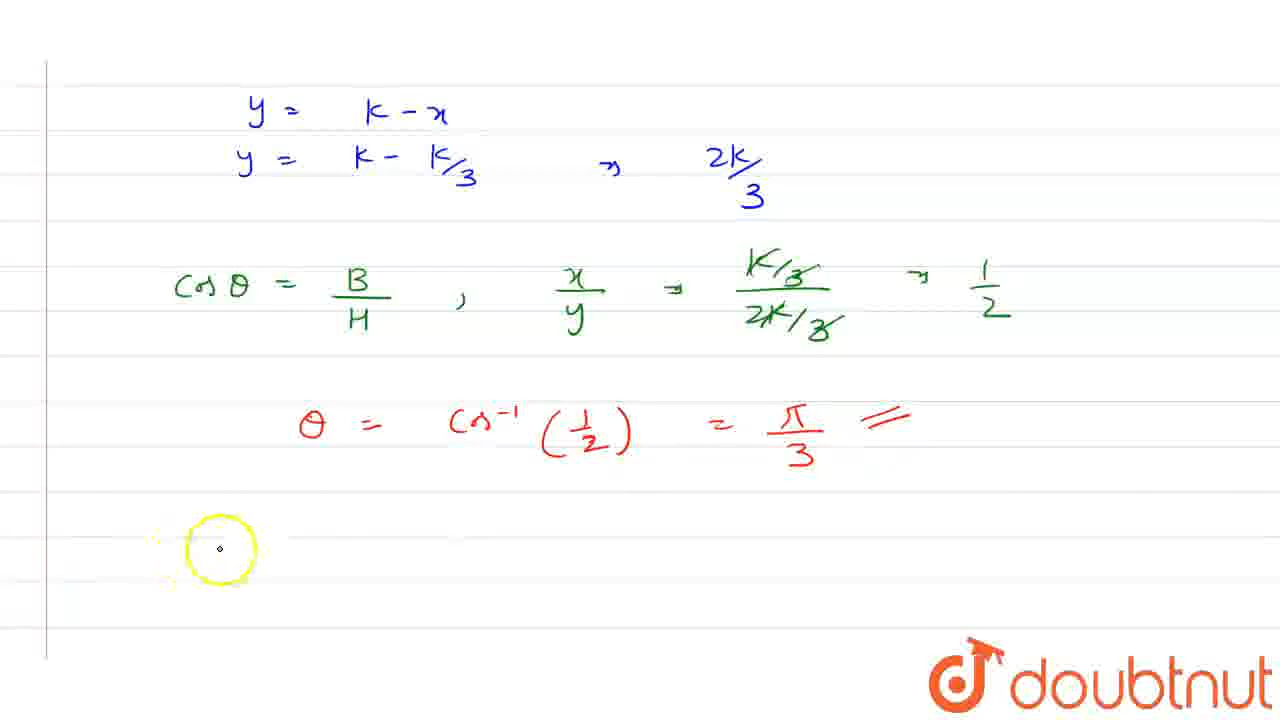 y = k - x
y = k - k/3 ⇒ 2k/3
cos θ = B/H , x/y = (k/3)/(2k/3) ⇒ 1/2
θ = cos⁻¹ (1/2) = π/3
doubtnut